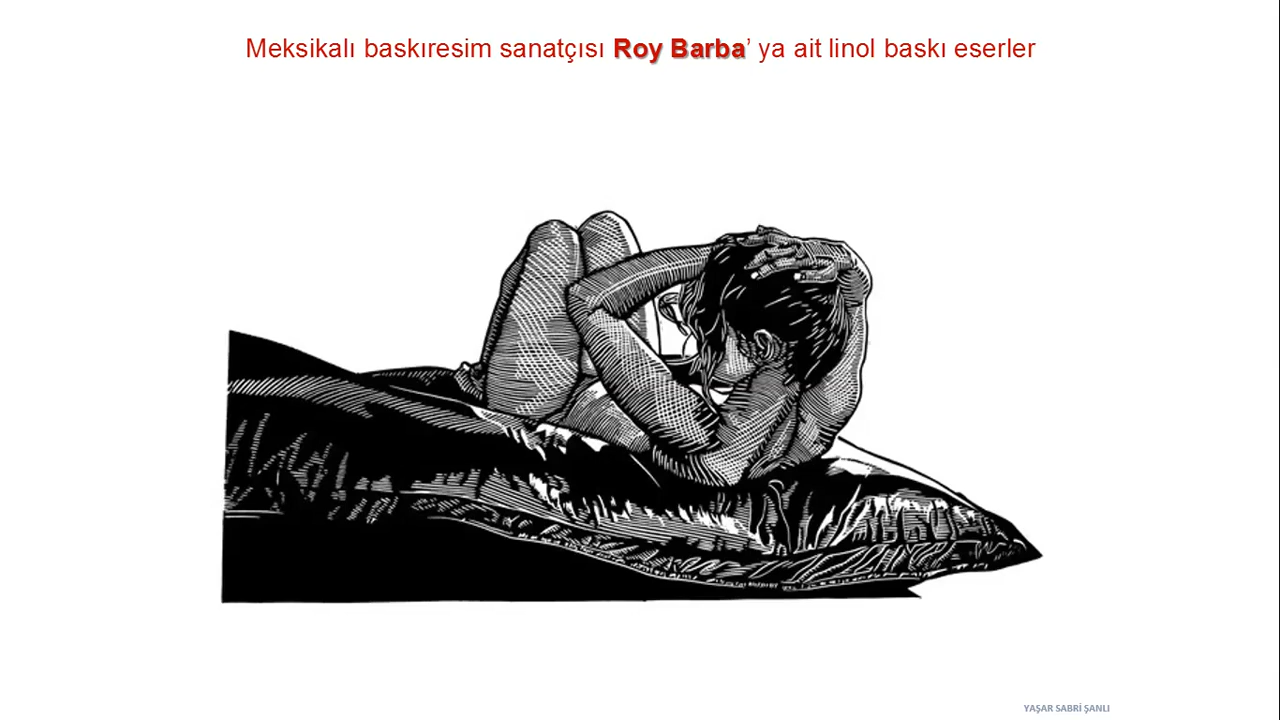 Meksikalı baskıresim sanatçısı Roy Barba’ ya ait linol baskı eserler
YAŞAR SABRİ ŞANLI